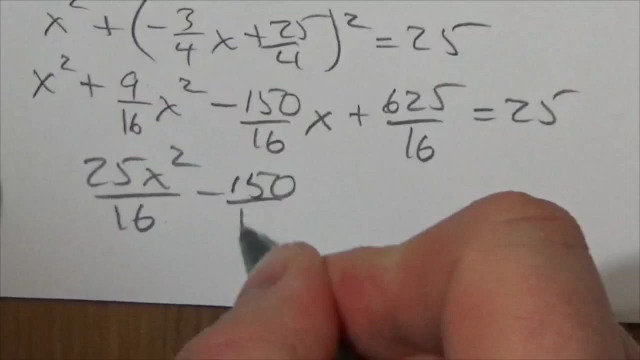 x² + (-3/4 x + 25/4)² = 25
x² + 9/16 x² - 150/16 x + 625/16 = 25
25x²/16 - 150/1